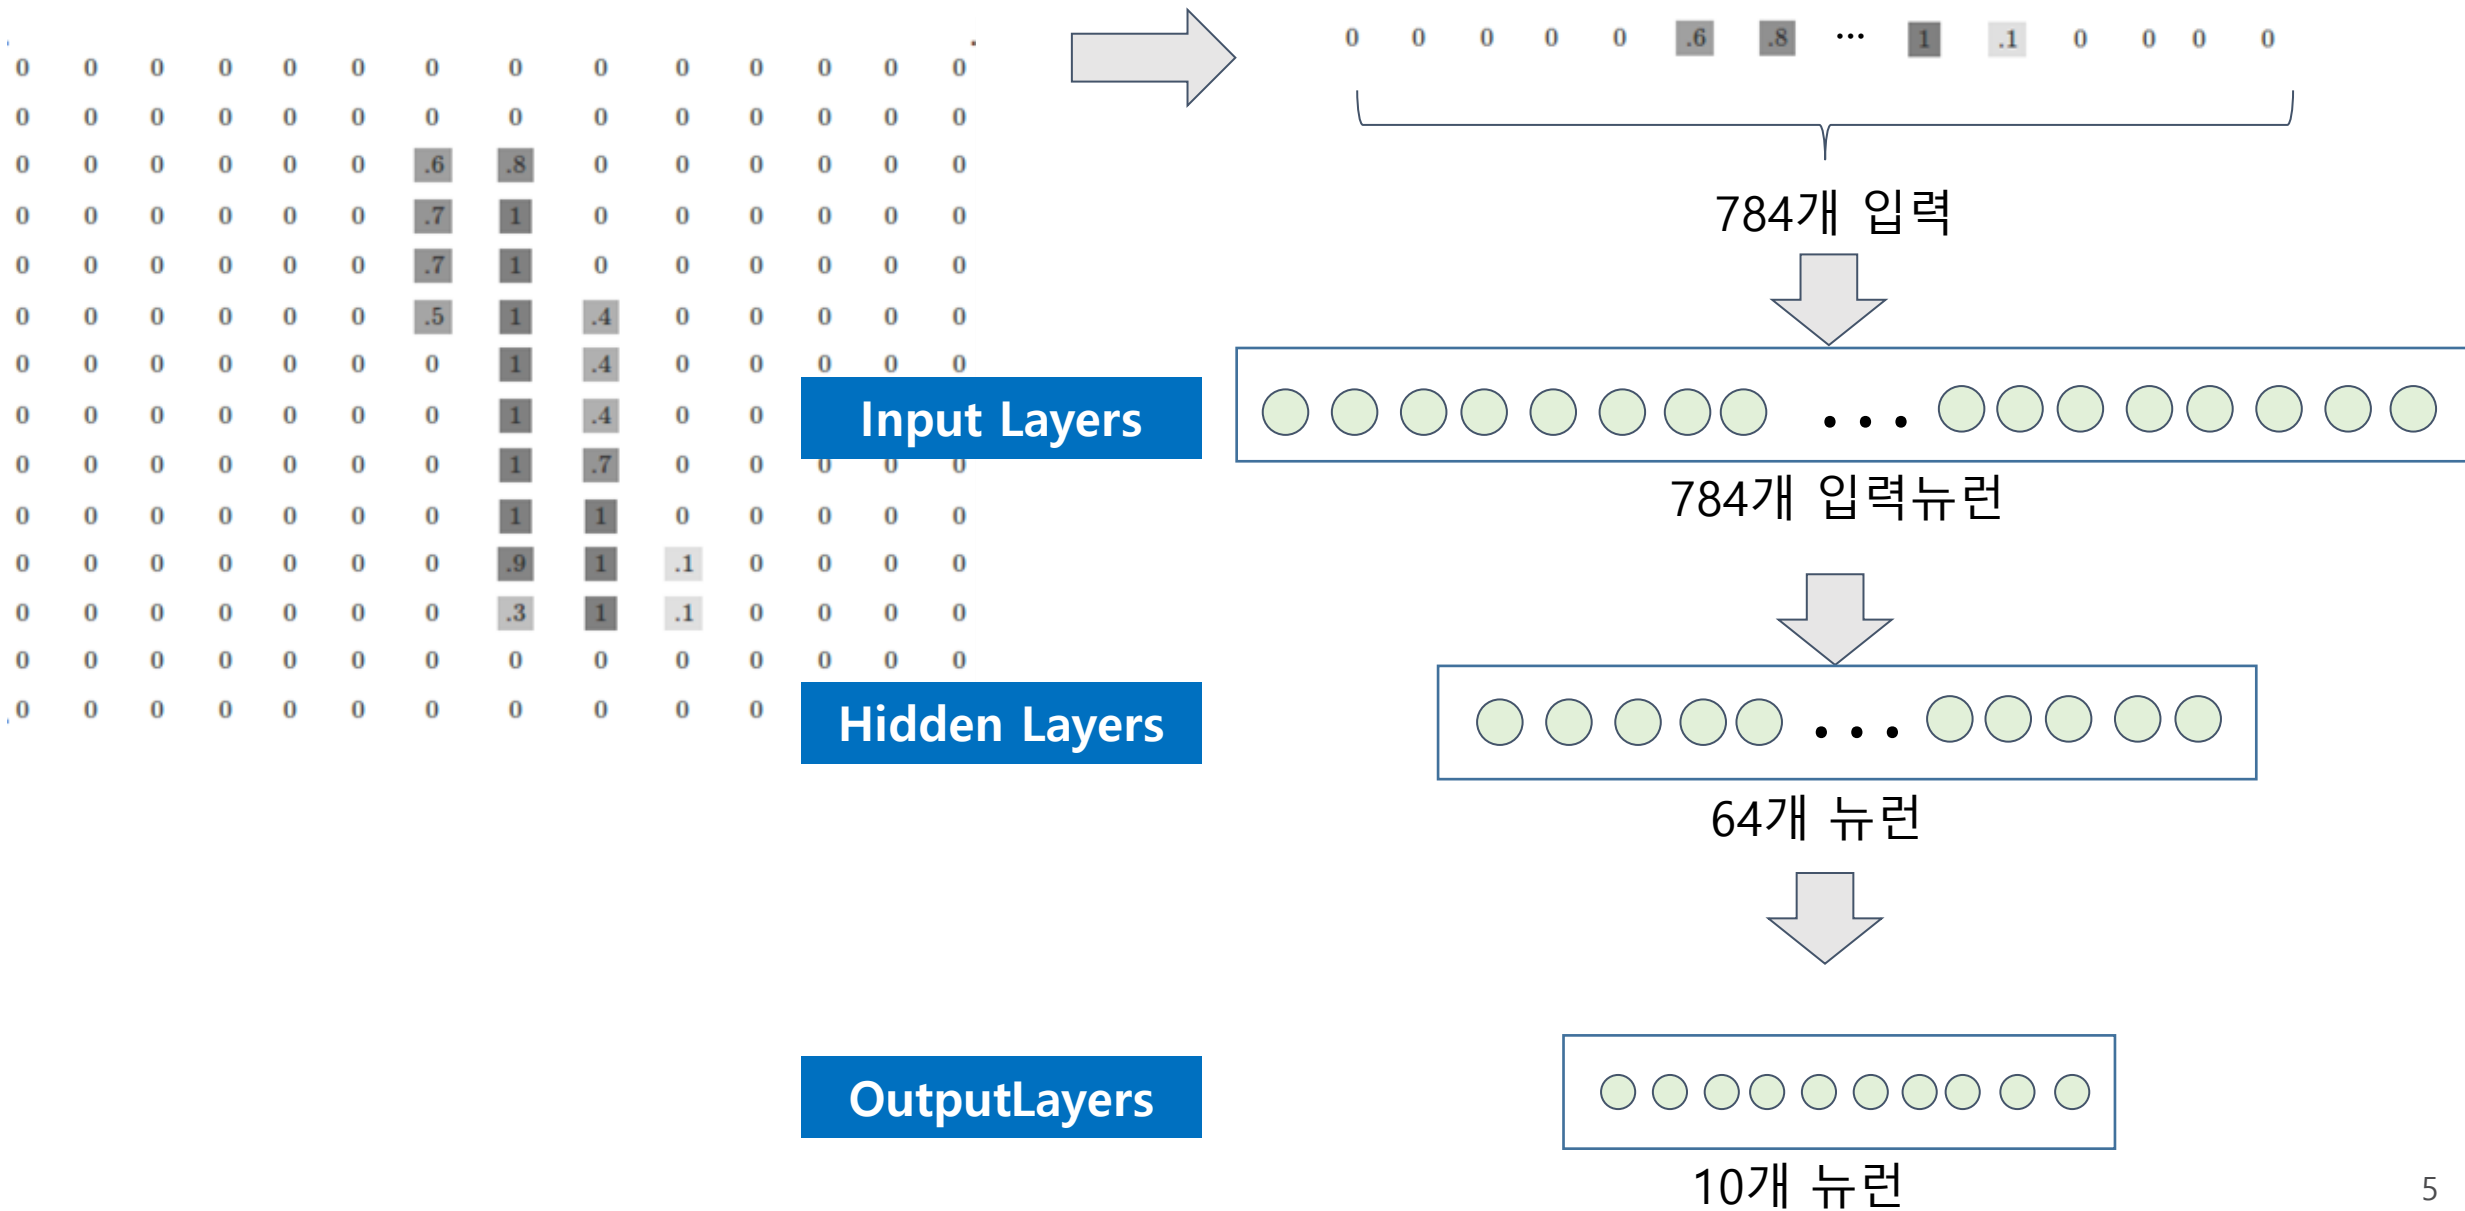 0 0 0 0 0 0 0 0 0 0 0 0 0 0
0 0 0 0 0 0 0 0 0 0 0 0 0 0
0 0 0 0 0 0 .6 .8 0 0 0 0 0 0
0 0 0 0 0 0 .7 1 0 0 0 0 0 0
0 0 0 0 0 0 .7 1 0 0 0 0 0 0
0 0 0 0 0 0 .5 1 .4 0 0 0 0 0
0 0 0 0 0 0 0 1 .4 0 0 0 0 0
0 0 0 0 0 0 0 1 .4 0 0
0 0 0 0 0 0 0 1 .7 0 0 0 0 0
0 0 0 0 0 0 0 1 1 0 0 0 0 0
0 0 0 0 0 0 0 .9 1 .1 0 0 0 0
0 0 0 0 0 0 0 .3 1 .1 0 0 0 0
0 0 0 0 0 0 0 0 0 0 0 0 0 0
0 0 0 0 0 0 0 0 0 0 0
0 0 0 0 0 .6 .8 ... 1 .1 0 0 0 0
784개 입력
Input Layers
...
784개 입력뉴런
Hidden Layers
...
64개 뉴런
OutputLayers
10개 뉴런
5